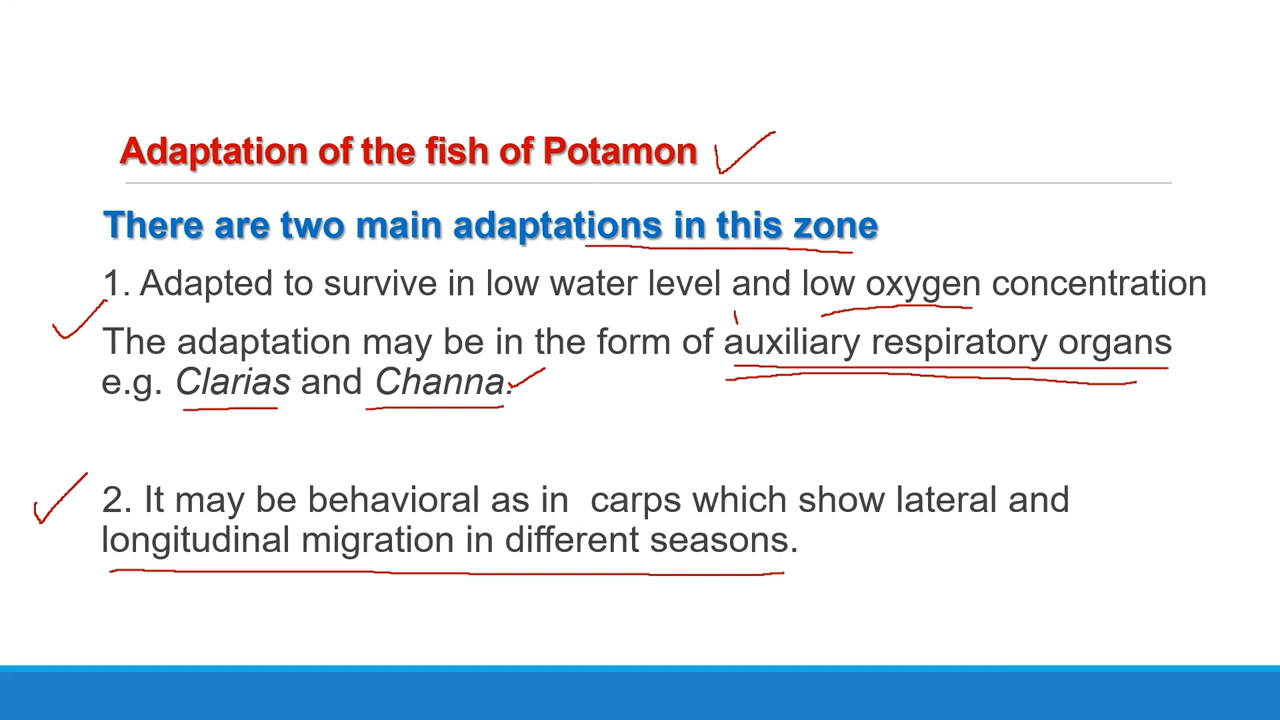 Adaptation of the fish of Potamon
There are two main adaptations in this zone
1. Adapted to survive in low water level and low oxygen concentration
The adaptation may be in the form of auxiliary respiratory organs
e.g. Clarias and Channa.
2. It may be behavioral as in carps which show lateral and
longitudinal migration in different seasons.